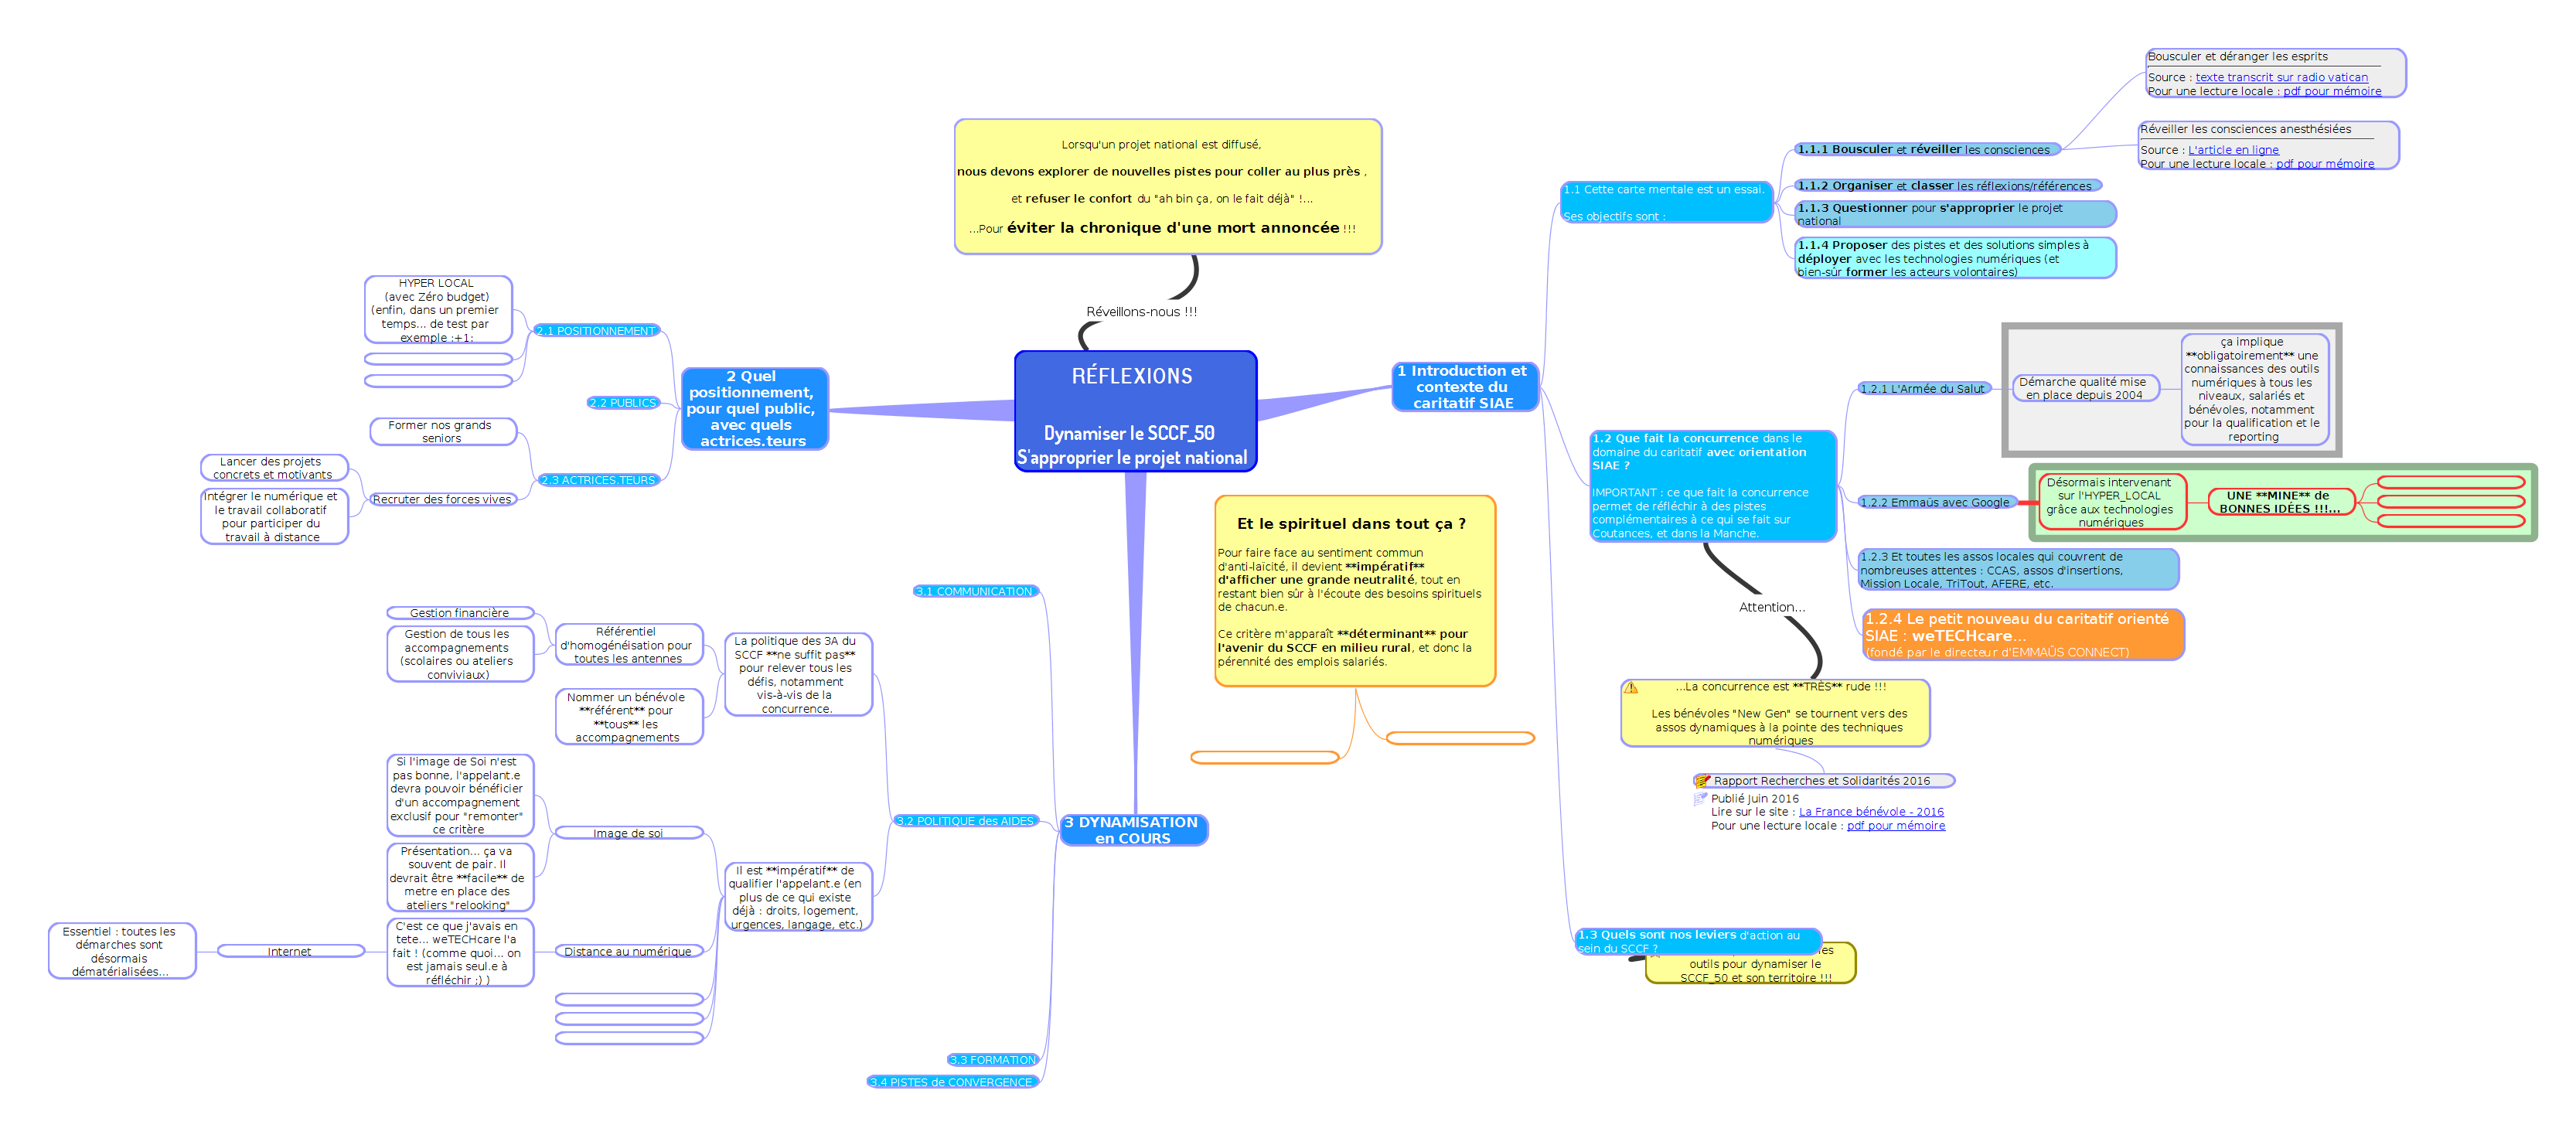 RÉFLEXIONS
Dynamiser le SCCF_50
S'approprier le projet national
Réveillons-nous !!!
Lorsqu'un projet national est diffusé,
nous devons explorer de nouvelles pistes pour coller au plus près ,
et refuser le confort du "ah bin ça, on le fait déjà" !...
...Pour éviter la chronique d'une mort annoncée !!!
1 Introduction et
contexte du
caritatif SIAE
1.1 Cette carte mentale est un essai.
Ses objectifs sont :
1.1.1 Bousculer et réveiller les consciences
Bousculer et déranger les esprits
Source : texte transcrit sur radio vatican
Pour une lecture locale : pdf pour mémoire
Réveiller les consciences anesthésiées
Source : L'article en ligne
Pour une lecture locale : pdf pour mémoire
1.1.2 Organiser et classer les réflexions/références
1.1.3 Questionner pour s'approprier le projet
national
1.1.4 Proposer des pistes et des solutions simples à
déployer avec les technologies numériques (et
bien-sûr former les acteurs volontaires)
1.2 Que fait la concurrence dans le
domaine du caritatif avec orientation
SIAE ?
IMPORTANT : ce que fait la concurrence
permet de réfléchir à des pistes
complémentaires à ce qui se fait sur
Coutances, et dans la Manche.
1.2.1 L'Armée du Salut
Démarche qualité mise
en place depuis 2004
ça implique
**obligatoirement** une
connaissances des outils
numériques à tous les
niveaux, salariés et
bénévoles, notamment
pour la qualification et le
reporting
1.2.2 Emmaüs avec Google
Désormais intervenant
sur l'HYPER_LOCAL
grâce aux technologies
numériques
UNE **MINE** de
BONNES IDÉES !!!...
1.2.3 Et toutes les assos locales qui couvrent de
nombreuses attentes : CCAS, assos d'insertions,
Mission Locale, TriTout, AFERE, etc.
1.2.4 Le petit nouveau du caritatif orienté
SIAE : weTECHcare...
(fondé par le directeur d'EMMAÜS CONNECT)
Attention...
...La concurrence est **TRÈS** rude !!!
Les bénévoles "New Gen" se tournent vers des
assos dynamiques à la pointe des techniques
numériques
Rapport Recherches et Solidarités 2016
Publié Juin 2016
Lire sur le site : La France bénévole - 2016
Pour une lecture locale : pdf pour mémoire
1.3 Quels sont nos leviers d'action au
sein du SCCF ?
outils pour dynamiser le
SCCF_50 et son territoire !!!
Et le spirituel dans tout ça ?
Pour faire face au sentiment commun
d'anti-laïcité, il devient **impératif**
d'afficher une grande neutralité, tout en
restant bien sûr à l'écoute des besoins spirituels
de chacun.e.
Ce critère m'apparaît **déterminant** pour
l'avenir du SCCF en milieu rural, et donc la
pérennité des emplois salariés.
2 Quel
positionnement,
pour quel public,
avec quels
actrices.teurs
2.1 POSITIONNEMENT
HYPER LOCAL
(avec Zéro budget)
(enfin, dans un premier
temps... de test par
exemple :+1:
2.2 PUBLICS
2.3 ACTRICES.TEURS
Former nos grands
seniors
Recruter des forces vives
Lancer des projets
concrets et motivants
Intégrer le numérique et
le travail collaboratif
pour participer du
travail à distance
3 DYNAMISATION
en COURS
3.1 COMMUNICATION
3.2 POLITIQUE des AIDES
La politique des 3A du
SCCF **ne suffit pas**
pour relever tous les
défis, notamment
vis-à-vis de la
concurrence.
Référentiel
d'homogénéisation pour
toutes les antennes
Gestion financière
Gestion de tous les
accompagnements
(scolaires ou ateliers
conviviaux)
Nommer un bénévole
**référent** pour
**tous** les
accompagnements
Il est **impératif** de
qualifier l'appelant.e (en
plus de ce qui existe
déjà : droits, logement,
urgences, langage, etc.)
Image de soi
Si l'image de Soi n'est
pas bonne, l'appelant.e
devra pouvoir bénéficier
d'un accompagnement
exclusif pour "remonter"
ce critère
Présentation... ça va
souvent de pair. Il
devrait être **facile** de
metre en place des
ateliers "relooking"
Distance au numérique
C'est ce que j'avais en
tete... weTECHcare l'a
fait ! (comme quoi... on
est jamais seul.e à
réfléchir ;) )
Internet
Essentiel : toutes les
démarches sont
désormais
dématérialisées...
3.3 FORMATION
3.4 PISTES de CONVERGENCE